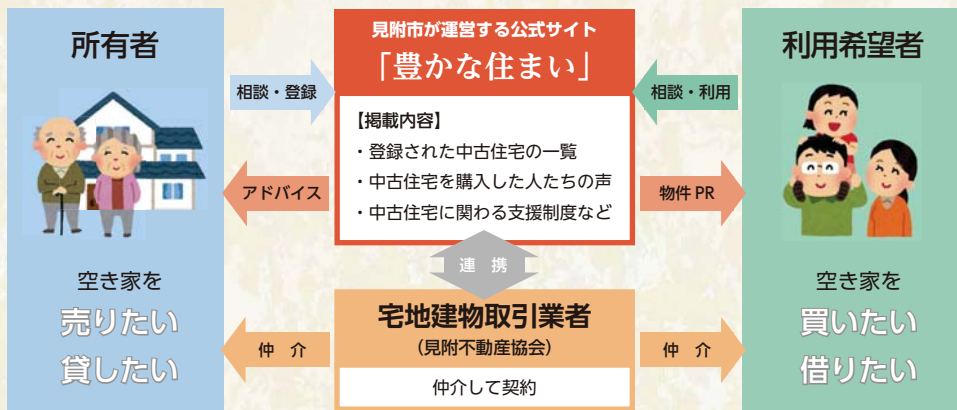 所有者
空き家を
売りたい
貸したい
相談・登録
アドバイス
仲 介
見附市が運営する公式サイト
「豊かな住まい」
【掲載内容】
・登録された中古住宅の一覧
・中古住宅を購入した人たちの声
・中古住宅に関わる支援制度など
連 携
宅地建物取引業者
(見附不動産協会)
仲介して契約
相談・利用
物件 PR
仲 介
利用希望者
空き家を
買いたい
借りたい